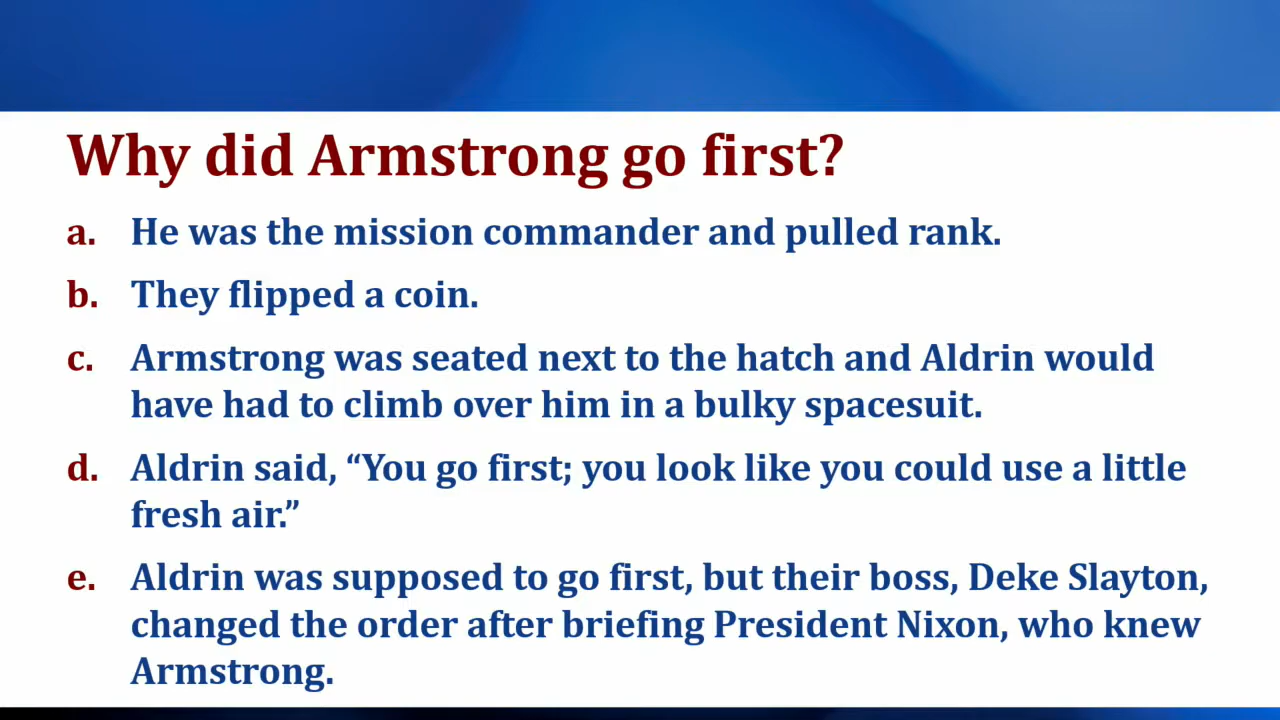 Why did Armstrong go first?
a. He was the mission commander and pulled rank.
b. They flipped a coin.
c. Armstrong was seated next to the hatch and Aldrin would
have had to climb over him in a bulky spacesuit.
d. Aldrin said, “You go first; you look like you could use a little
fresh air.”
e. Aldrin was supposed to go first, but their boss, Deke Slayton,
changed the order after briefing President Nixon, who knew
Armstrong.